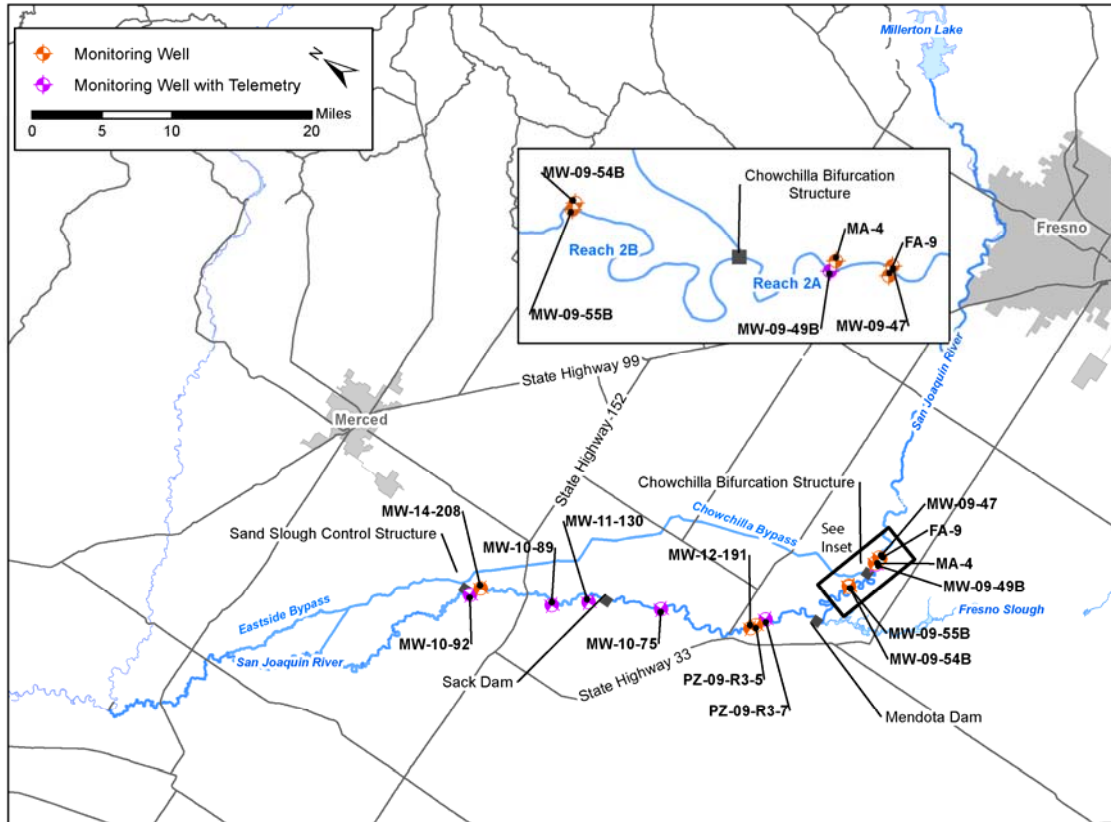 Millerton Lake
Monitoring Well
N
Monitoring Well with Telemetry
Miles
0 5 10 20
MW-09-54B
Chowchilla Bifurcation
Structure
MA-4
FA-9
Fresno
Reach 2B
Reach 2A
MW-09-55B
MW-09-49B
MW-09-47
State Highway 99
San Joaquin River
State Highway-152
Merced
Chowchilla Bifurcation Structure
MW-09-47
MW-14-208
Chowchilla Bypass
See
Inset
FA-9
Sand Slough Control Structure
MW-11-130
MW-10-89
MW-12-191
MA-4
MW-09-49B
Eastside Bypass
Fresno Slough
MW-09-55B
San Joaquin River
MW-10-92
MW-10-75
MW-09-54B
Sack Dam
State Highway 33
PZ-09-R3-5
PZ-09-R3-7
Mendota Dam